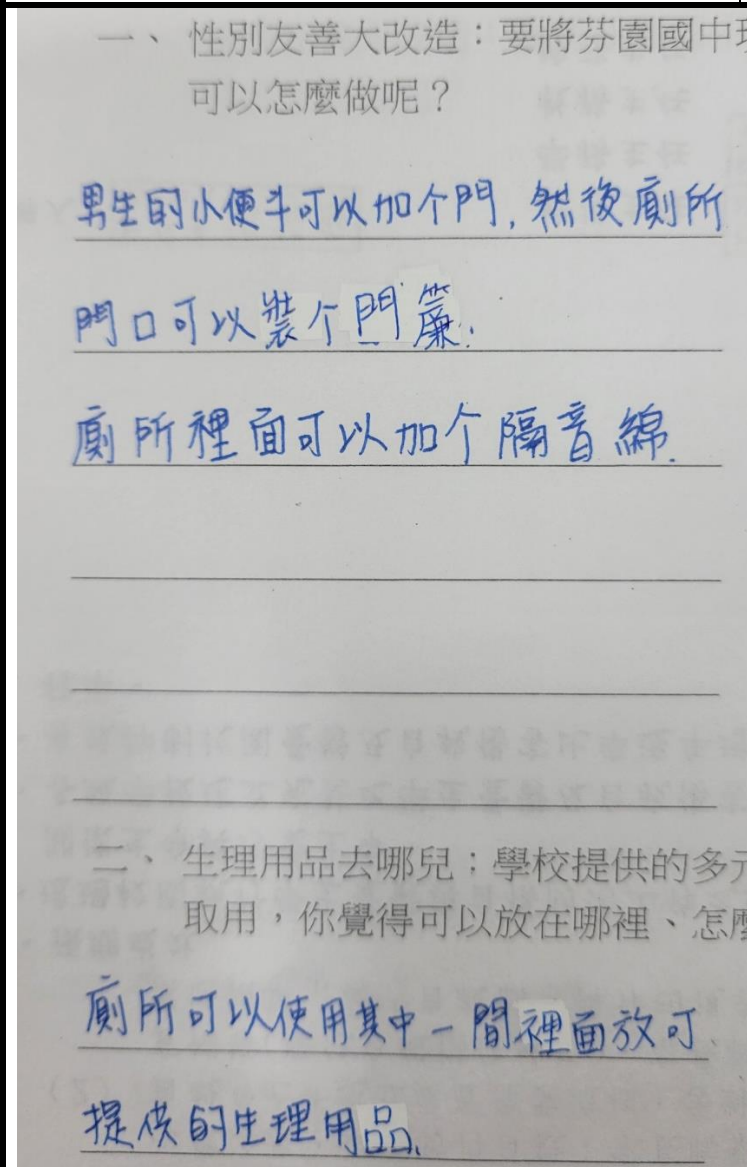 一、 性別友善大改造：要將芬園國中
可以怎麼做呢？
男生的小便斗可以加个門，然後廁所
門口可以裝个門簾.
廁所裡面可以加个隔音綿.
二、 生理用品去哪兒：學校提供的多元
取用，你覺得可以放在哪裡、怎麼
廁所可以使用其中一間裡面放可
提供的生理用品.